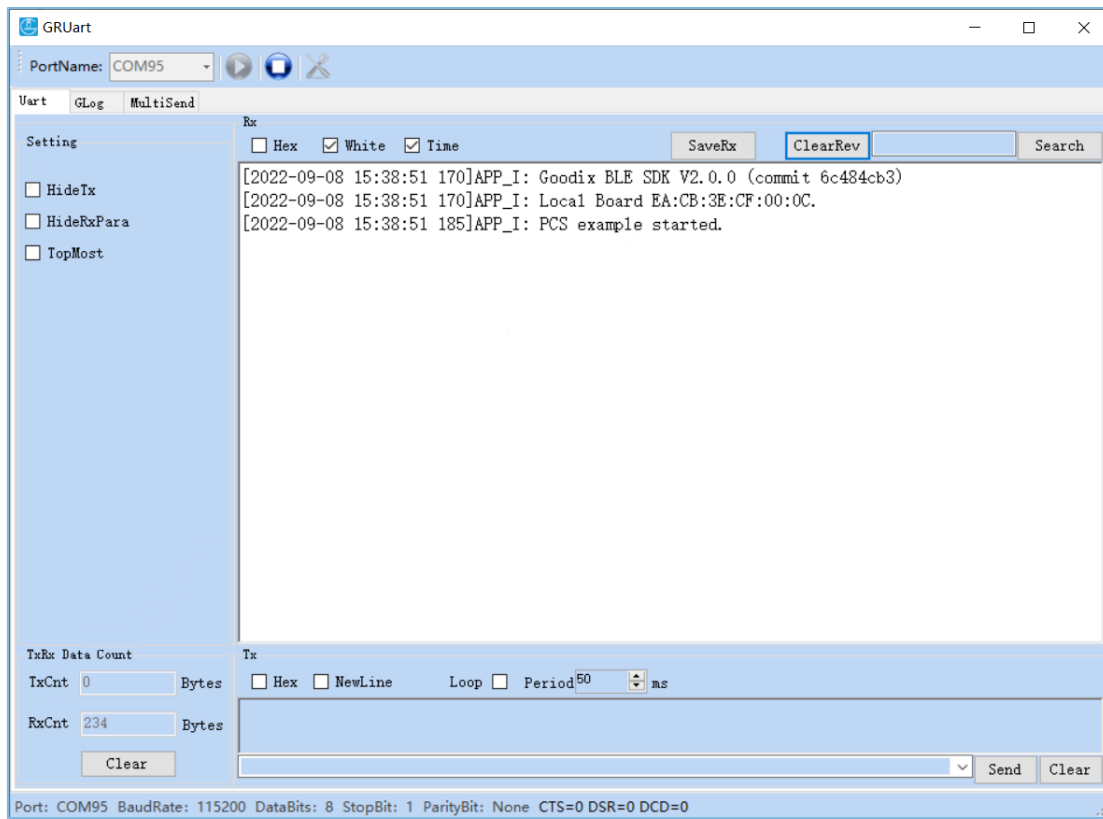 GRUart
PortName: COM95
Uart GLog MultiSend
Setting
HideTx
HideRxPara
TopMost
Rx
Hex White Time SaveRx ClearRev Search
[2022-09-08 15:38:51 170]APP_I: Goodix BLE SDK V2.0.0 (commit 6c484cb3)
[2022-09-08 15:38:51 170]APP_I: Local Board EA:CB:3E:CF:00:0C.
[2022-09-08 15:38:51 185]APP_I: PCS example started.
TxRx Data Count
TxCnt 0 Bytes
RxCnt 234 Bytes
Clear
Tx
Hex NewLine Loop Period 50 ms
Send Clear
Port: COM95 BaudRate: 115200 DataBits: 8 StopBit: 1 ParityBit: None CTS=0 DSR=0 DCD=0